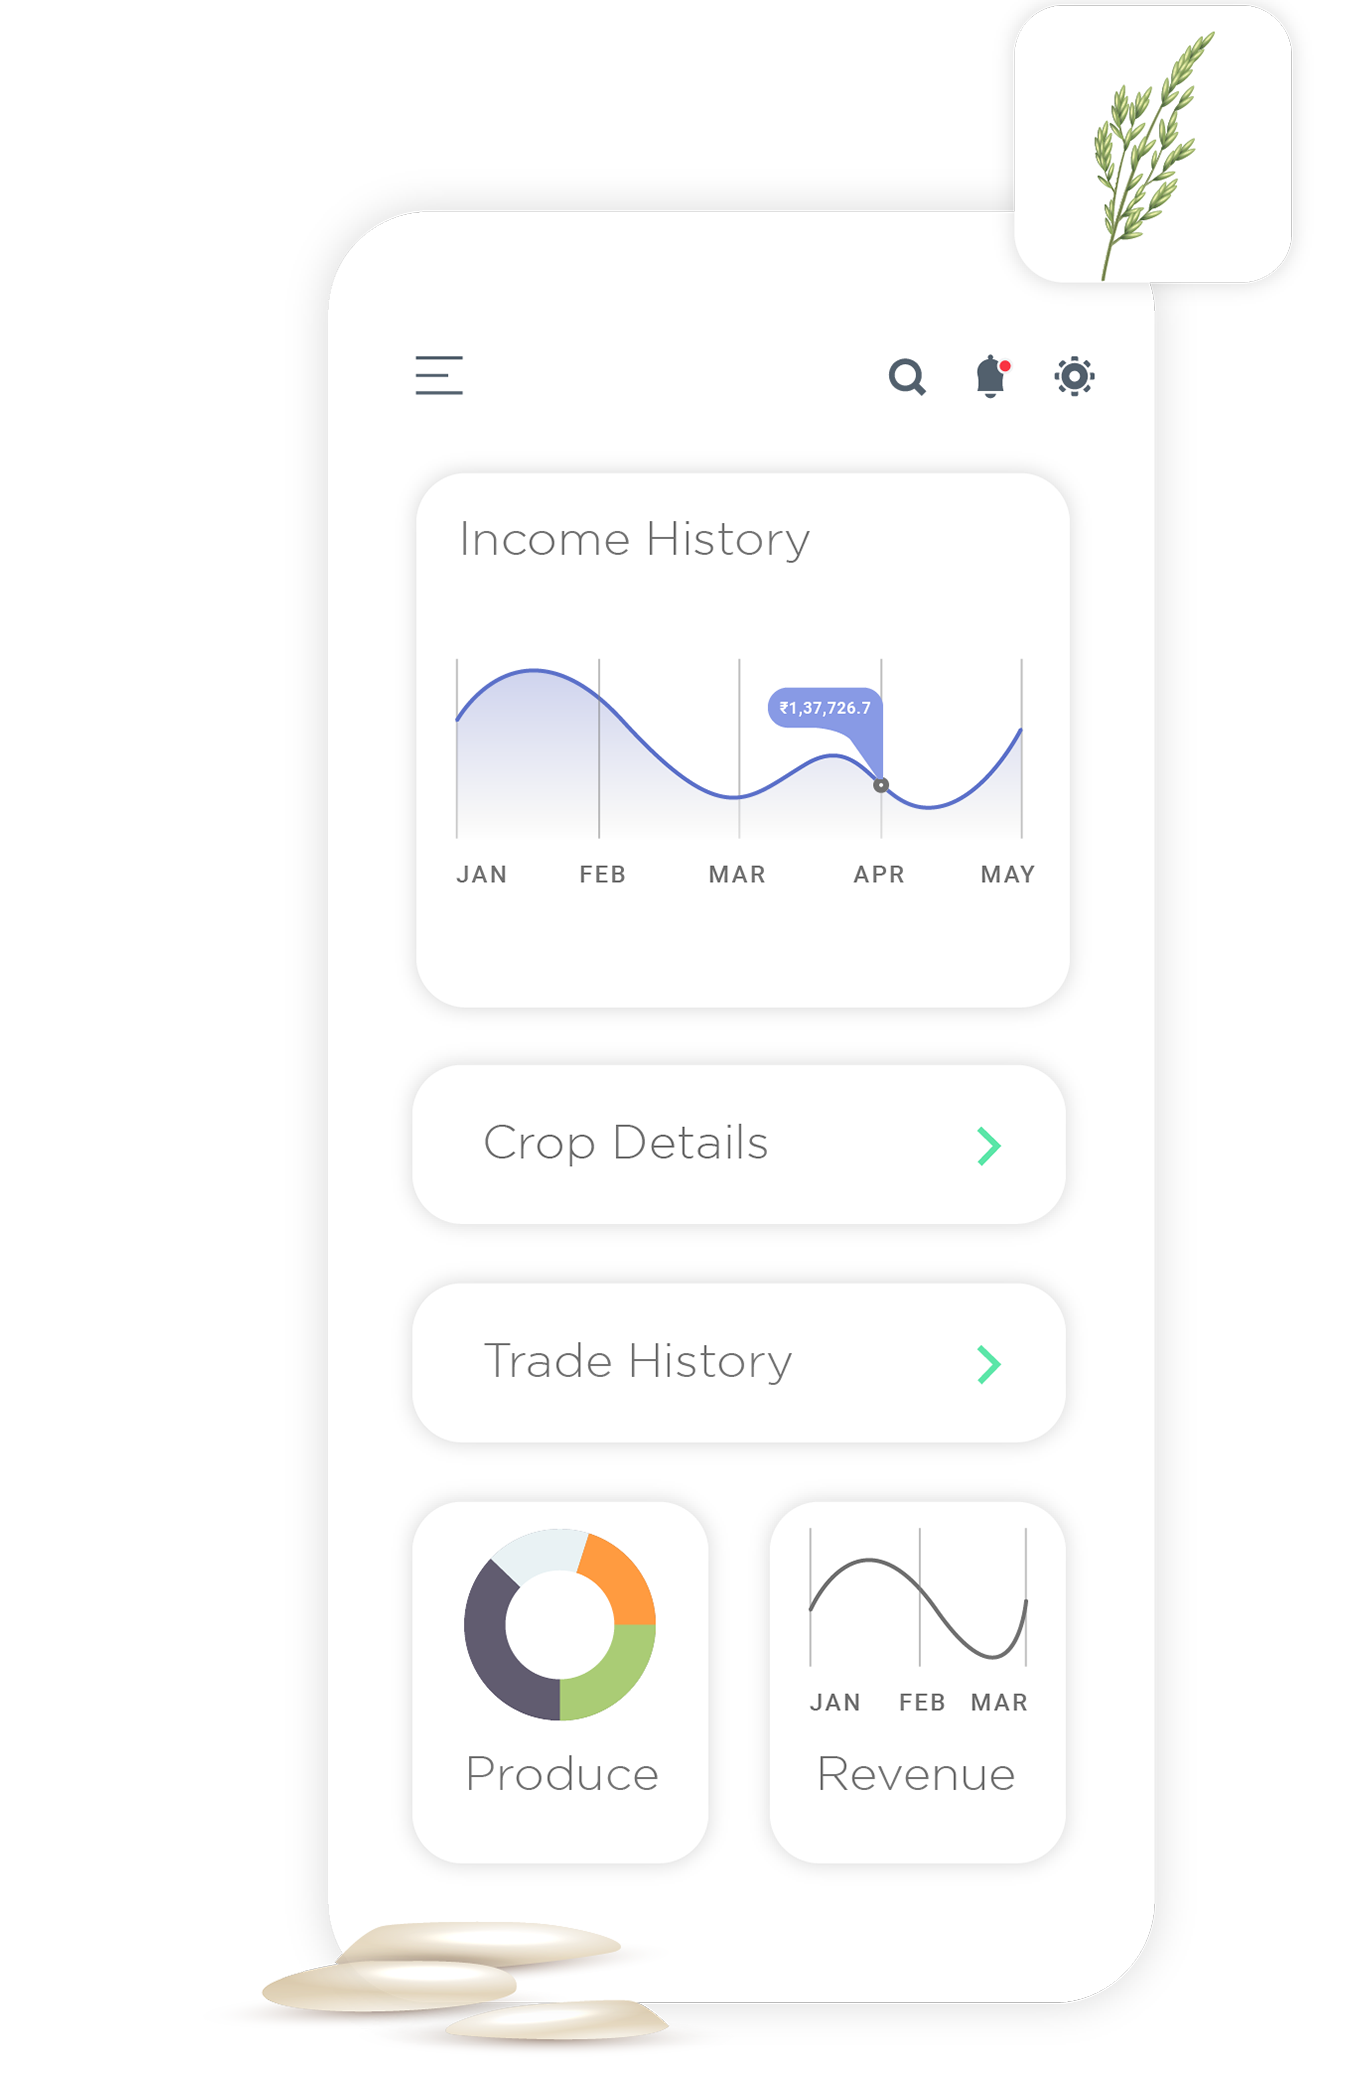 Income History
₹1,37,726.7
JAN FEB MAR APR MAY
Crop Details
Trade History
JAN FEB MAR
Produce
Revenue